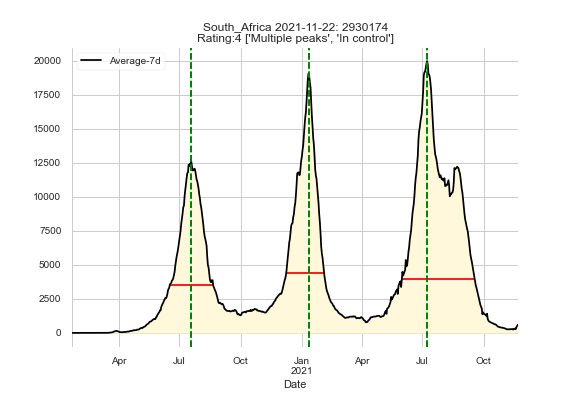 South_Africa 2021-11-22: 2930174
Rating:4 ['Multiple peaks', 'In control']
Average-7d
20000
17500
15000
12500
10000
7500
5000
2500
0
Apr Jul Oct Jan Apr Jul Oct
2021
Date